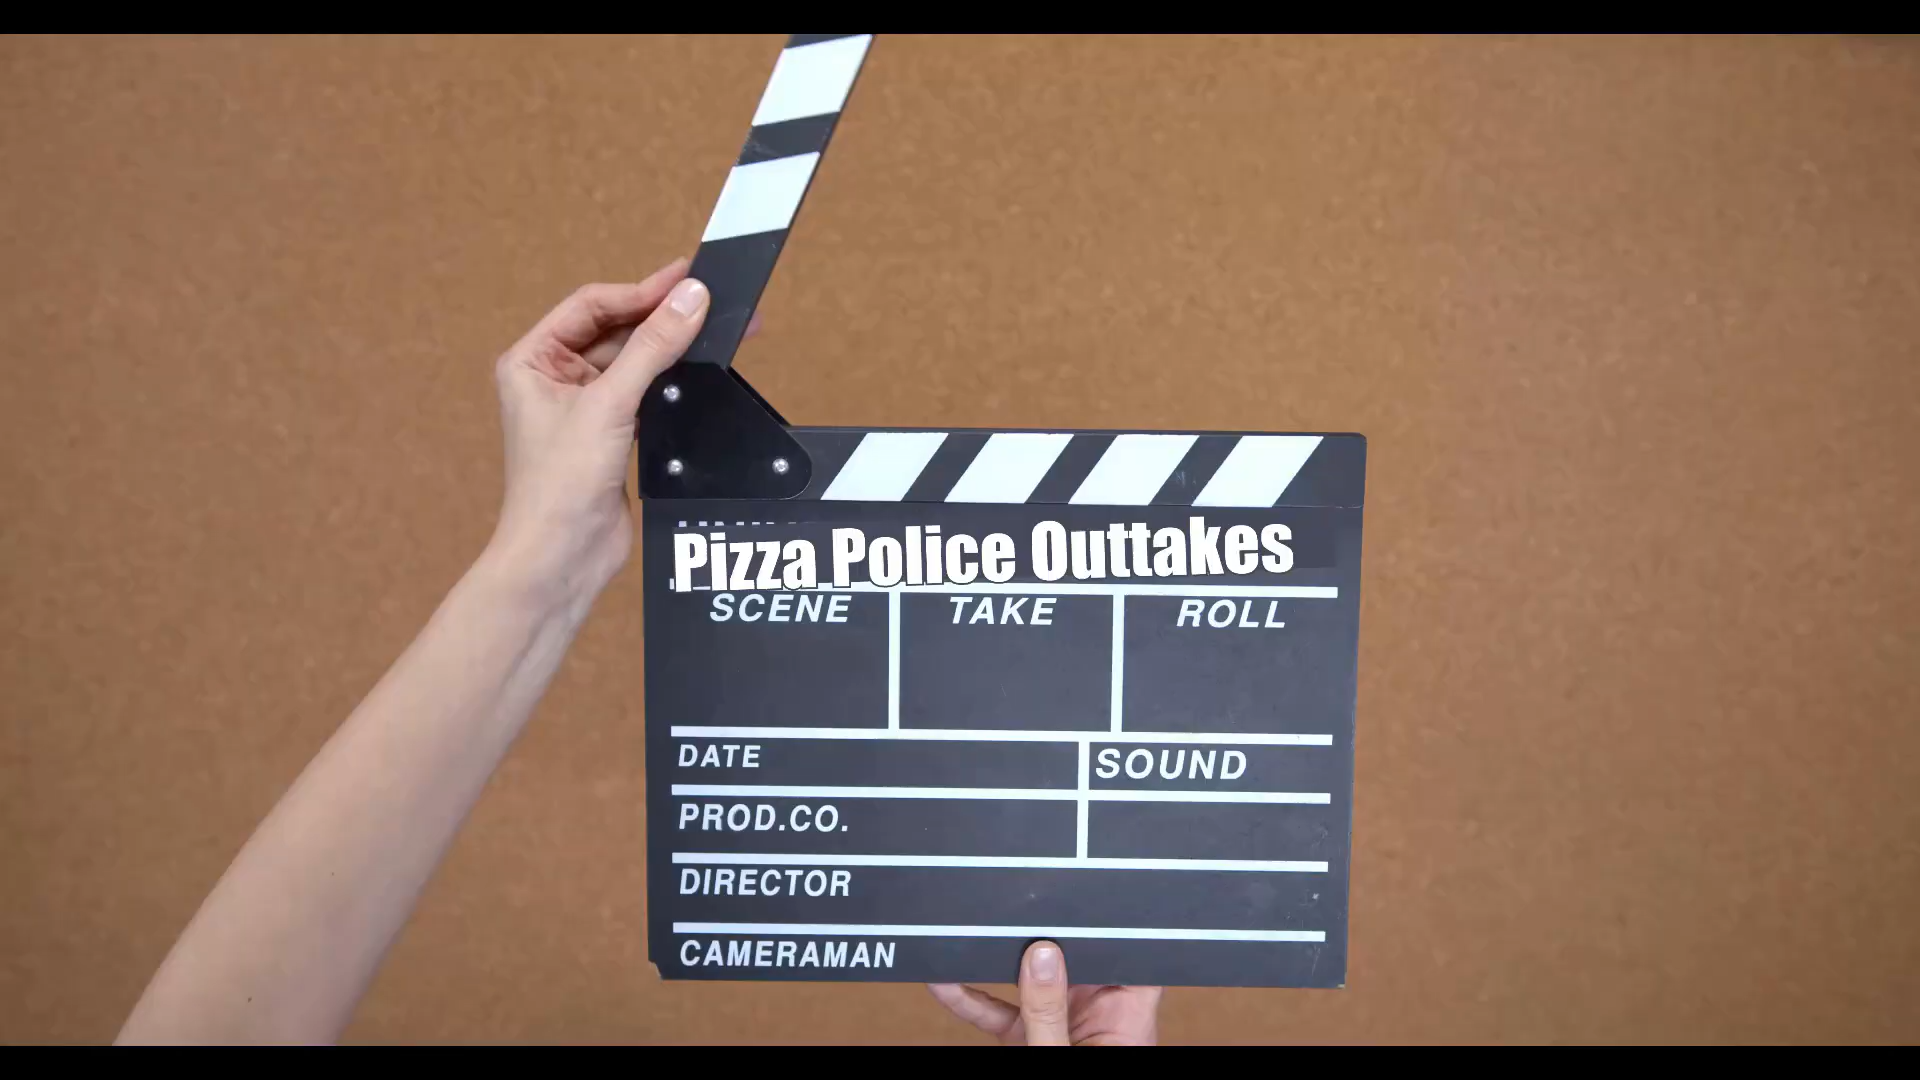 Pizza Police Outtakes
SCENE TAKE ROLL
DATE SOUND
PROD.CO.
DIRECTOR
CAMERAMAN